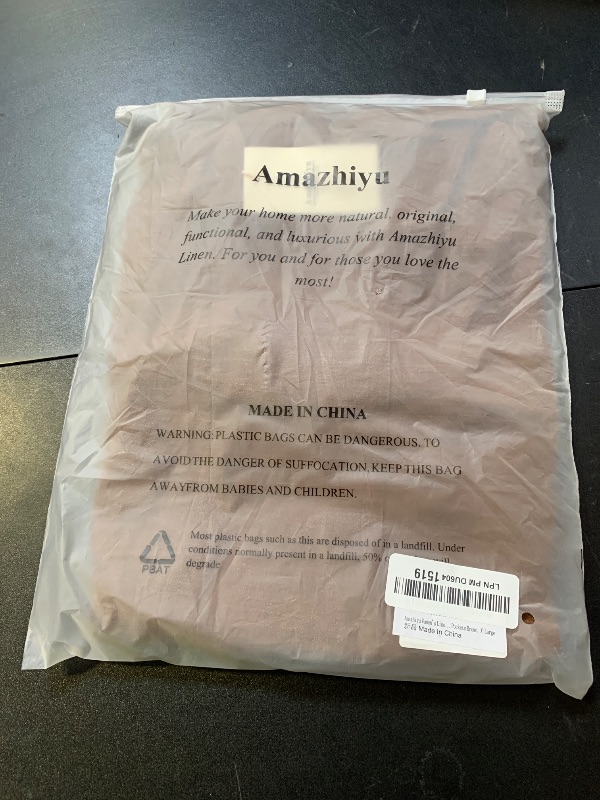 Amazhiyu
Make your home more natural, original,
functional, and luxurious with Amazhiyu
Linen. For you and for those you love the
most!
MADE IN CHINA
WARNING: PLASTIC BAGS CAN BE DANGEROUS, TO
AVOID THE DANGER OF SUFFOCATION, KEEP THIS BAG
AWAYFROM BABIES AND CHILDREN.
Most plastic bags such as this are disposed of in a landfill. Under
conditions normally present in a landfill, 50%
degrade
PBAT
LPN PM DU604 1519
Made In China